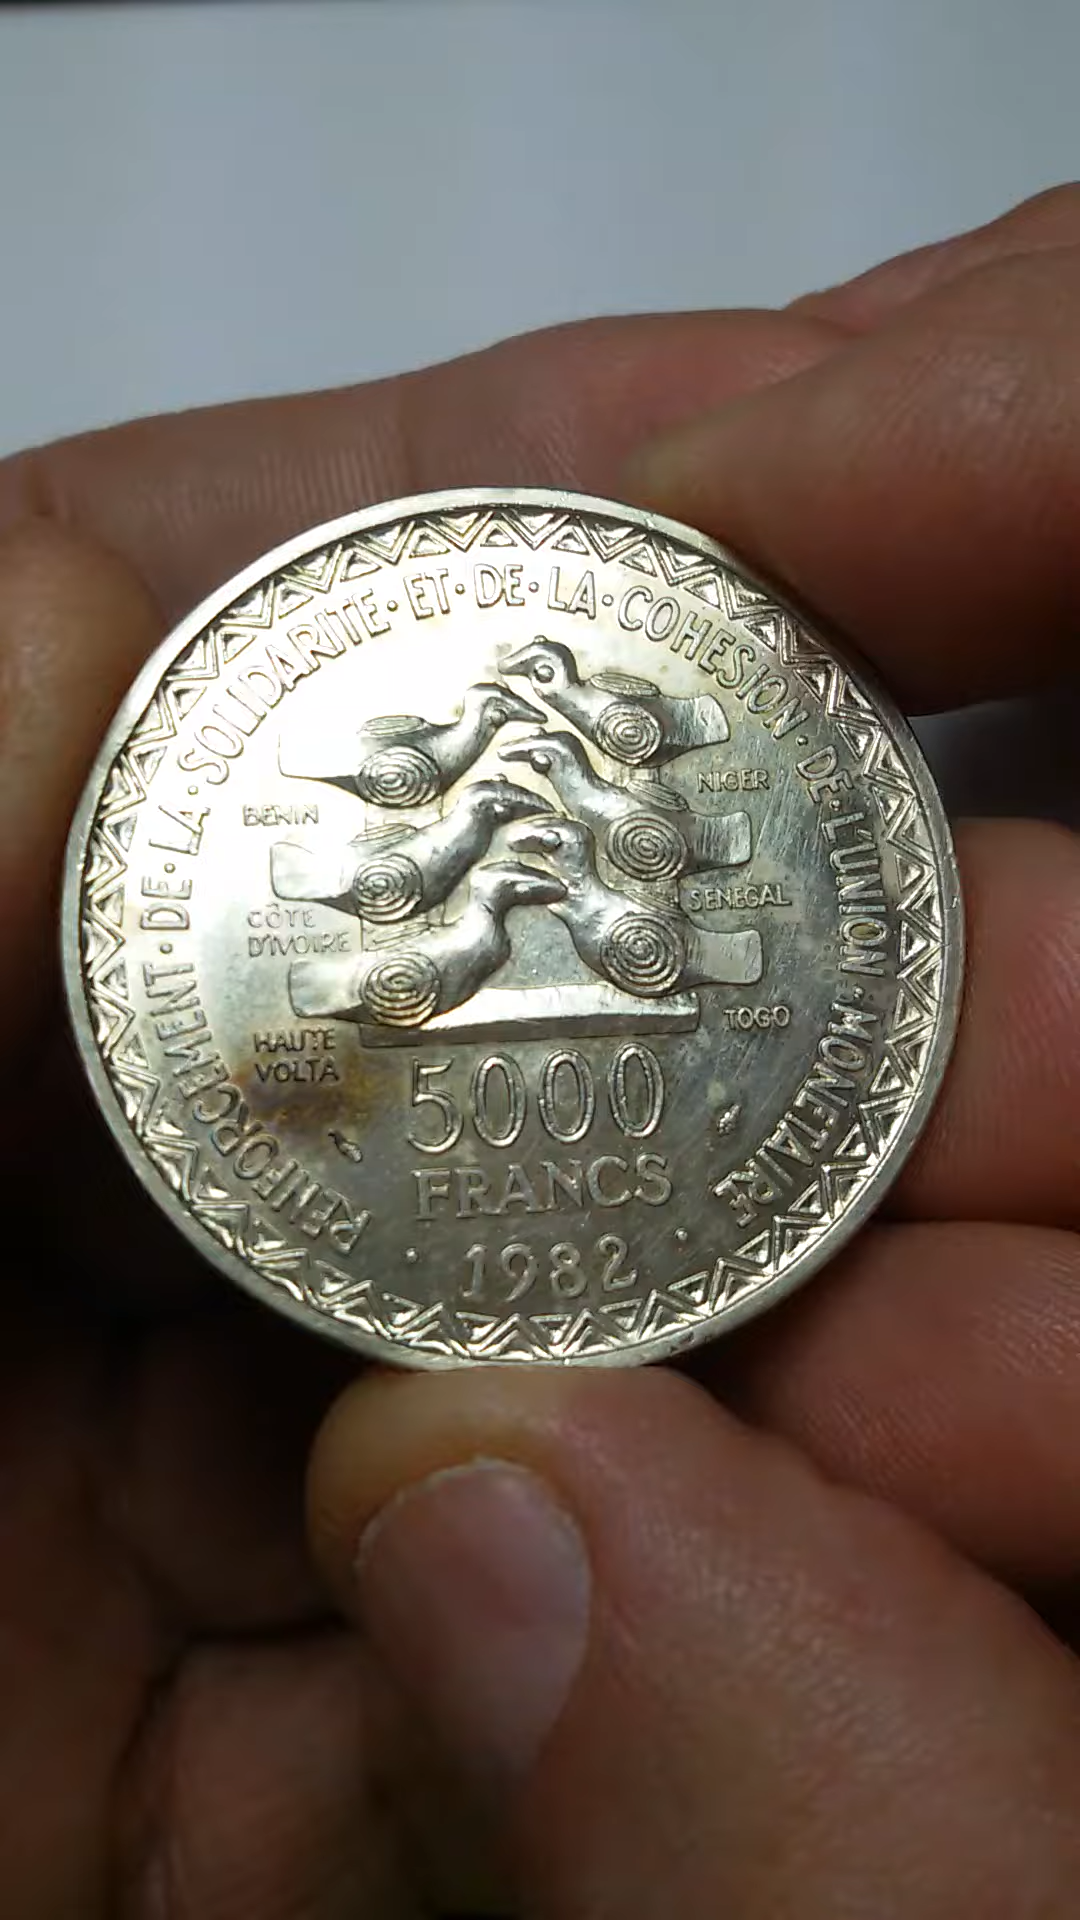 RENFORCEMENT·DE·LA·SOLIDARITE·ET·DE·LA·COHESION·DE·L'UNION·MONETAIRE
BENIN
NIGER
CÔTE
D'IVOIRE
SENEGAL
HAUTE
VOLTA
TOGO
5000
FRANCS
·1982·